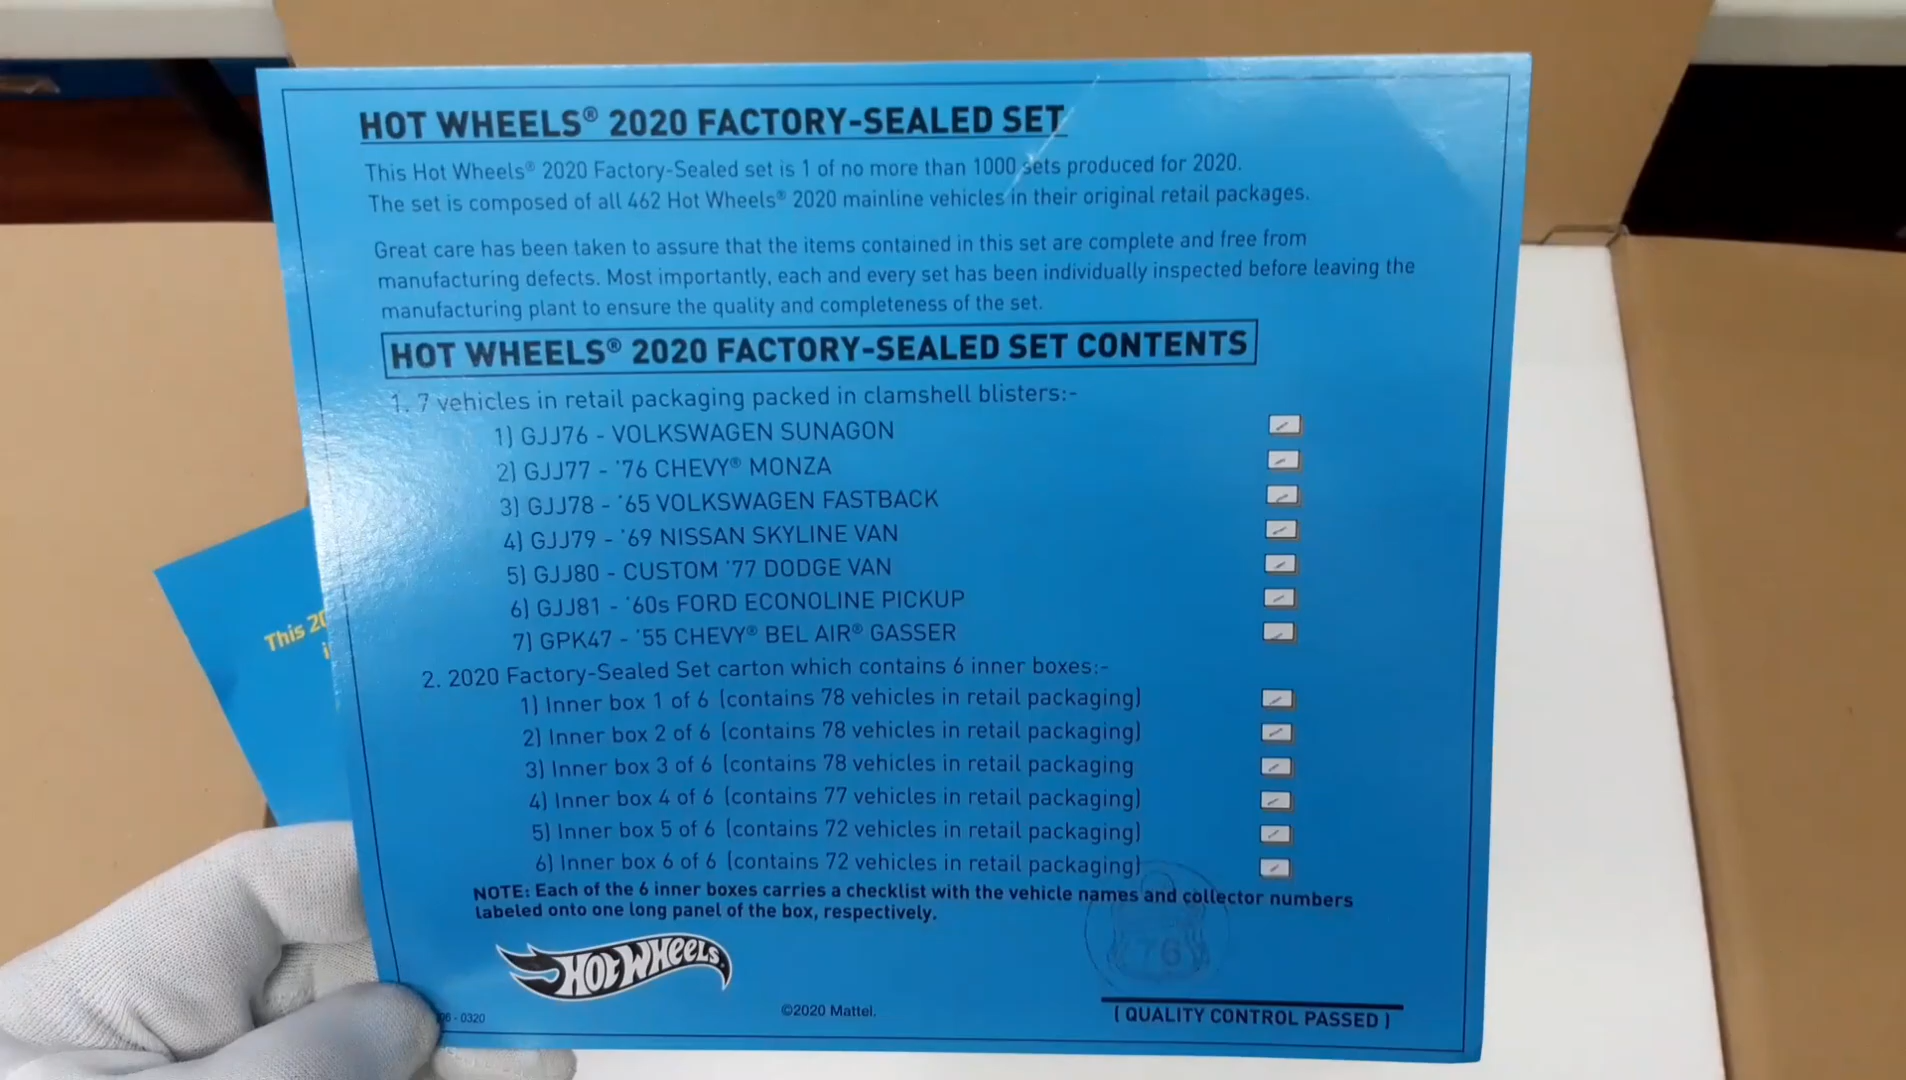 HOT WHEELS® 2020 FACTORY-SEALED SET
This Hot Wheels® 2020 Factory-Sealed set is 1 of no more than 1000 sets produced for 2020.
The set is composed of all 462 Hot Wheels® 2020 mainline vehicles in their original retail packages.
Great care has been taken to assure that the items contained in this set are complete and free from
manufacturing defects. Most importantly, each and every set has been individually inspected before leaving the
manufacturing plant to ensure the quality and completeness of the set.
HOT WHEELS® 2020 FACTORY-SEALED SET CONTENTS
1. 7 vehicles in retail packaging packed in clamshell blisters:-
1) GJJ76 - VOLKSWAGEN SUNAGON
2) GJJ77 - '76 CHEVY® MONZA
3) GJJ78 - '65 VOLKSWAGEN FASTBACK
4) GJJ79 - '69 NISSAN SKYLINE VAN
5) GJJ80 - CUSTOM '77 DODGE VAN
6) GJJ81 - '60s FORD ECONOLINE PICKUP
7) GPK47 - '55 CHEVY® BEL AIR® GASSER
2. 2020 Factory-Sealed Set carton which contains 6 inner boxes:-
1) Inner box 1 of 6 (contains 78 vehicles in retail packaging)
2) Inner box 2 of 6 (contains 78 vehicles in retail packaging)
3) Inner box 3 of 6 (contains 78 vehicles in retail packaging
4) Inner box 4 of 6 (contains 77 vehicles in retail packaging)
5) Inner box 5 of 6 (contains 72 vehicles in retail packaging)
6) Inner box 6 of 6 (contains 72 vehicles in retail packaging)
NOTE: Each of the 6 inner boxes carries a checklist with the vehicle names and collector numbers
labeled onto one long panel of the box, respectively.
HOT WHEELS
76
- 0320
©2020 Mattel.
( QUALITY CONTROL PASSED )
This